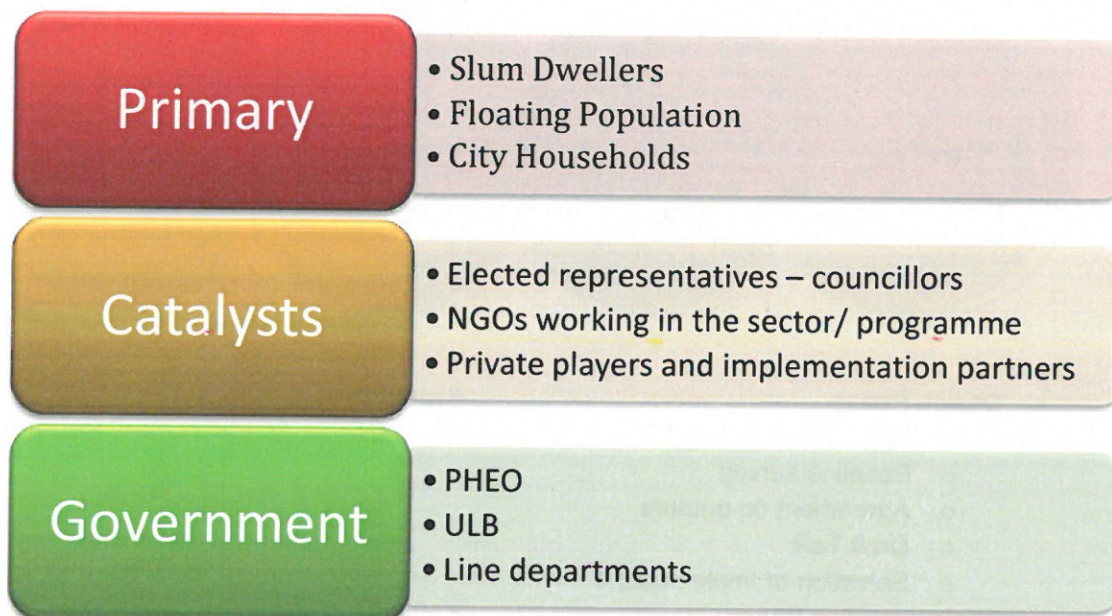 Primary
• Slum Dwellers
• Floating Population
• City Households
Catalysts
• Elected representatives – councillors
• NGOs working in the sector/ programme
• Private players and implementation partners
Government
• PHEO
• ULB
• Line departments